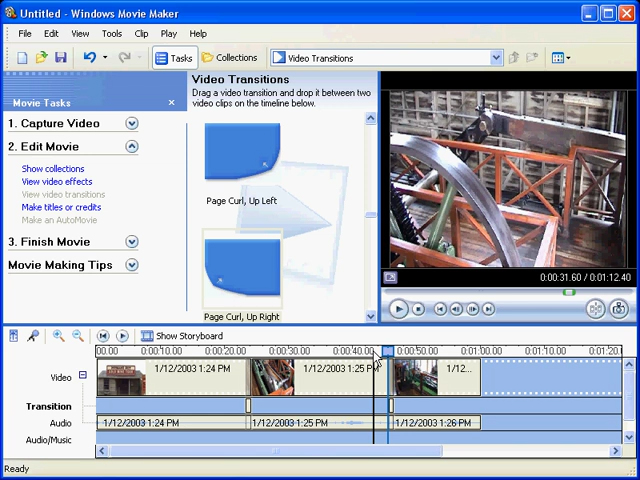 Untitled - Windows Movie Maker
File Edit View Tools Clip Play Help
Tasks Collections Video Transitions
Movie Tasks
1. Capture Video
2. Edit Movie
Show collections
View video effects
View video transitions
Make titles or credits
Make an AutoMovie
3. Finish Movie
Movie Making Tips
Video Transitions
Drag a video transition and drop it between two
video clips on the timeline below.
Page Curl, Up Left
Page Curl, Up Right
0:00:31.60 / 0:01:12.40
Show Storyboard
00.00 0:00:10.00 0:00:20.00 0:00:30.00 0:00:40.00 0:00:50.00 0:01:00.00 0:01:10.00 0:01:20.0
Video 1/12/2003 1:24 PM 1/12/2003 1:25 PM 1/12...
Transition
Audio 1/12/2003 1:24 PM 1/12/2003 1:25 PM 1/12/2003 1:26 PM
Audio/Music
Ready